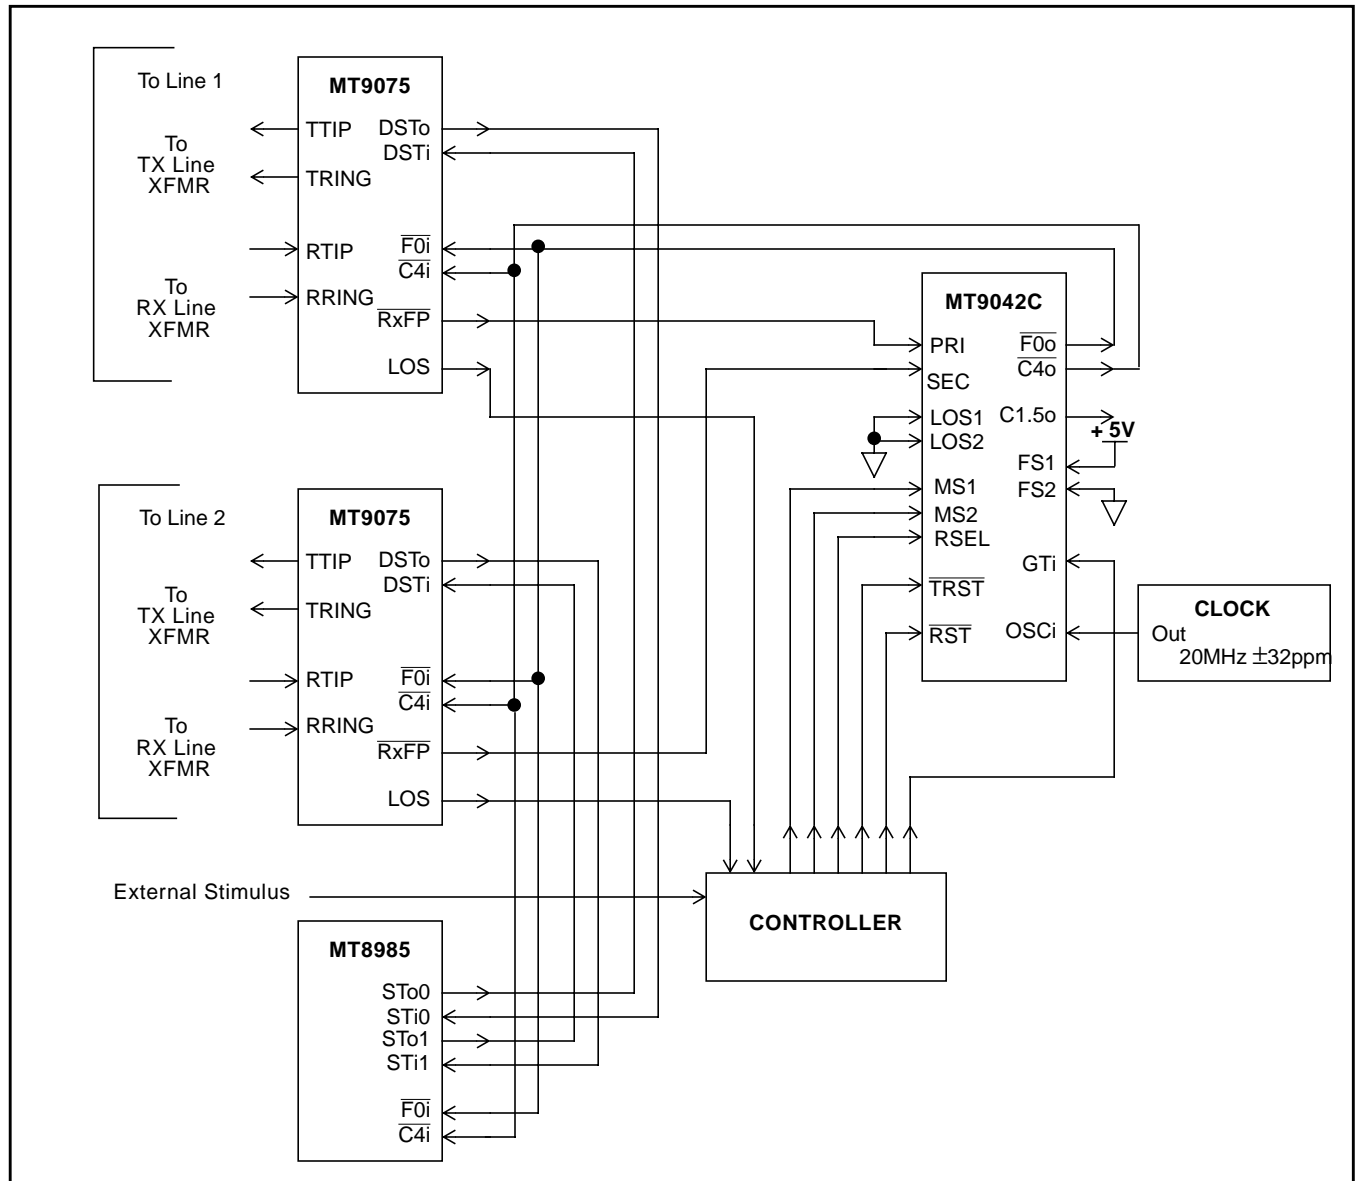 To Line 1
To
TX Line
XFMR
To
RX Line
XFMR
MT9075
TTIP
TRING
RTIP
RRING
DSTo
DSTi
F0i
C4i
RxFP
LOS
MT9042C
PRI
SEC
LOS1
LOS2
MS1
MS2
RSEL
TRST
RST
F0o
C4o
C1.5o
+ 5V
FS1
FS2
GTi
OSCi
CLOCK
Out
20MHz ±32ppm
To Line 2
To
TX Line
XFMR
To
RX Line
XFMR
MT9075
TTIP
TRING
RTIP
RRING
DSTo
DSTi
F0i
C4i
RxFP
LOS
External Stimulus
CONTROLLER
MT8985
STo0
STi0
STo1
STi1
F0i
C4i